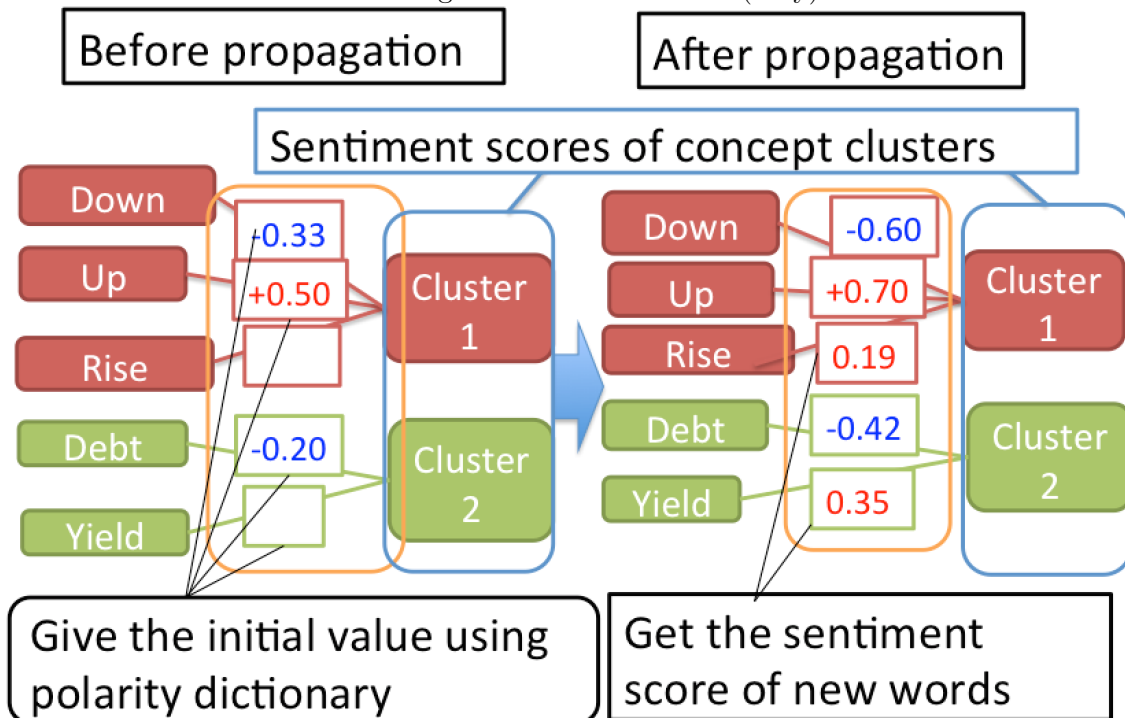 Before propagation
After propagation
Sentiment scores of concept clusters
Down
-0.33
Up
+0.50
Rise
Cluster
1
Debt
-0.20
Yield
Cluster
2
Down
-0.60
Up
+0.70
Rise
0.19
Cluster
1
Debt
-0.42
Yield
0.35
Cluster
2
Give the initial value using
polarity dictionary
Get the sentiment
score of new words